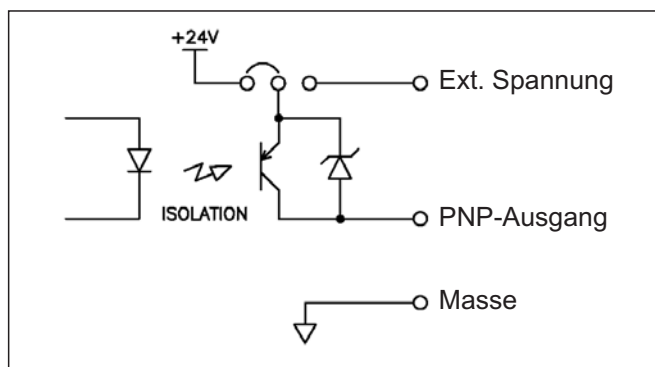 +24V
Ext. Spannung
ISOLATION
PNP-Ausgang
Masse